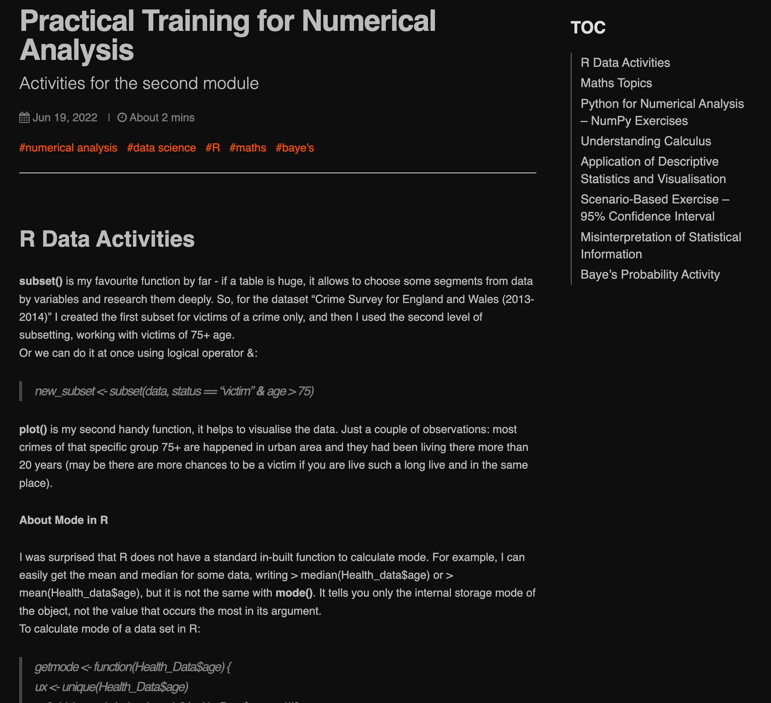 Practical Training for Numerical
Analysis
Activities for the second module
Jun 19, 2022 | About 2 mins
#numerical analysis #data science #R #maths #baye's
R Data Activities
subset() is my favourite function by far - if a table is huge, it allows to choose some segments from data
by variables and research them deeply. So, for the dataset “Crime Survey for England and Wales (2013-
2014)” I created the first subset for victims of a crime only, and then I used the second level of
subsetting, working with victims of 75+ age.
Or we can do it at once using logical operator &:
new_subset <- subset(data, status == “victim” & age > 75)
plot() is my second handy function, it helps to visualise the data. Just a couple of observations: most
crimes of that specific group 75+ are happened in urban area and they had been living there more than
20 years (may be there are more chances to be a victim if you are live such a long live and in the same
place).
About Mode in R
I was surprised that R does not have a standard in-built function to calculate mode. For example, I can
easily get the mean and median for some data, writing > median(Health_data$age) or >
mean(Health_data$age), but it is not the same with mode(). It tells you only the internal storage mode of
the object, not the value that occurs the most in its argument.
To calculate mode of a data set in R:
getmode <- function(Health_Data$age) {
ux <- unique(Health_Data$age)
TOC
R Data Activities
Maths Topics
Python for Numerical Analysis
– NumPy Exercises
Understanding Calculus
Application of Descriptive
Statistics and Visualisation
Scenario-Based Exercise –
95% Confidence Interval
Misinterpretation of Statistical
Information
Baye's Probability Activity